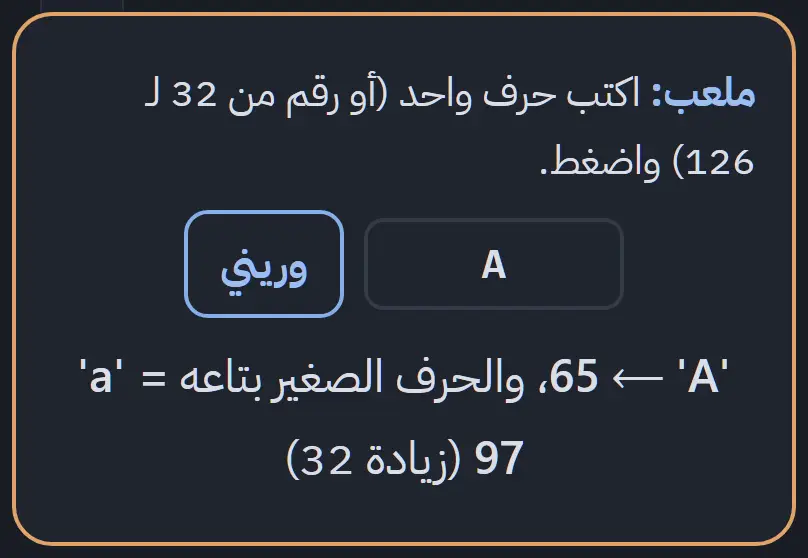 ملعب: اكتب حرف واحد (أو رقم من 32 لـ
126) واضغط.
A
وريني
'A' ← 65، والحرف الصغير بتاعه = 'a'
97 (زيادة 32)